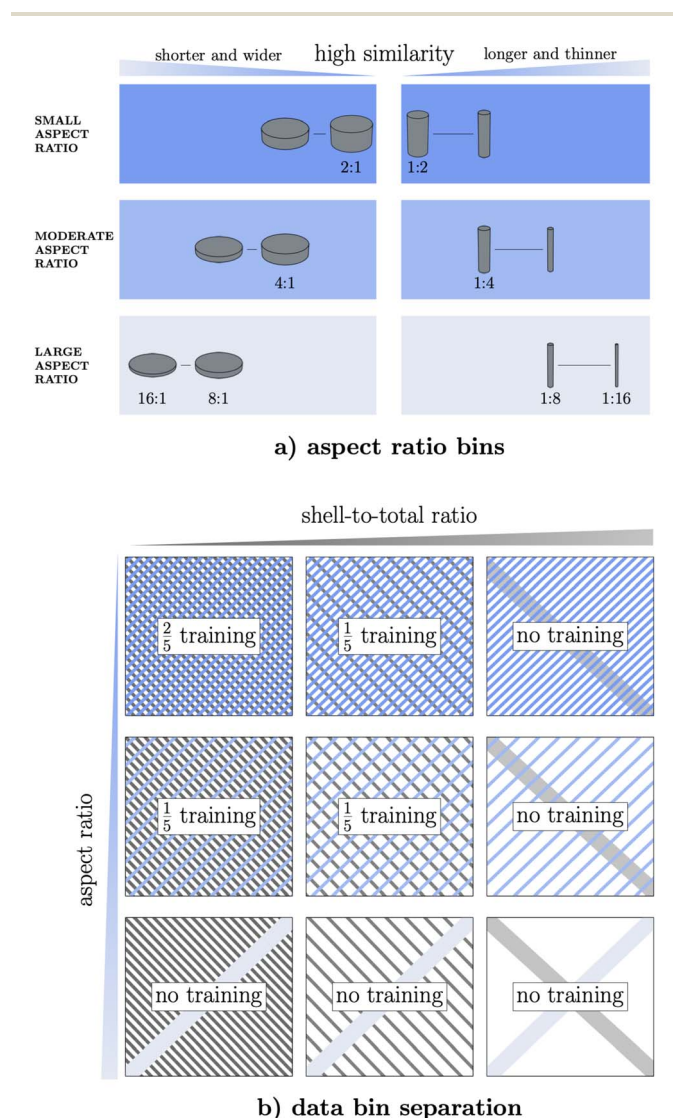 shorter and wider high similarity longer and thinner
SMALL
ASPECT
RATIO
2:1 1:2
MODERATE
ASPECT
RATIO
4:1 1:4
LARGE
ASPECT
RATIO
16:1 8:1 1:8 1:16
a) aspect ratio bins
shell-to-total ratio
2/5 training 1/5 training no training
aspect ratio
1/5 training 1/5 training no training
no training no training no training
b) data bin separation